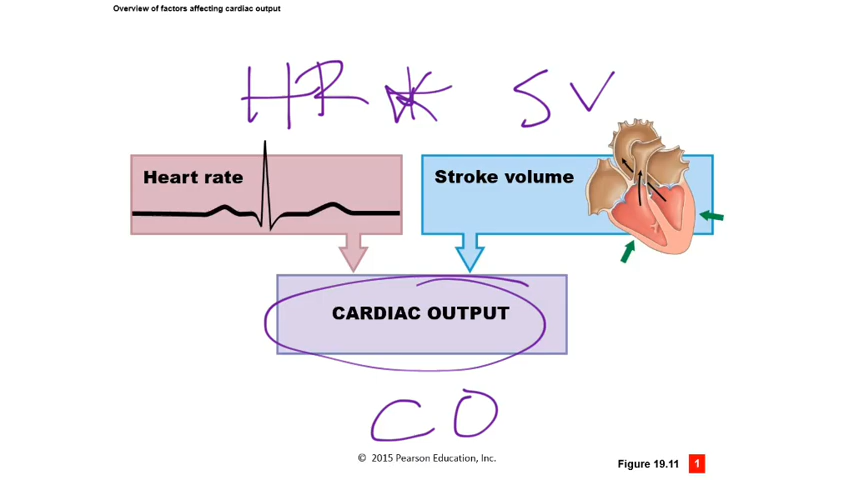 Overview of factors affecting cardiac output
HR * SV
Heart rate
Stroke volume
CARDIAC OUTPUT
CO
© 2015 Pearson Education, Inc.
Figure 19.11 1